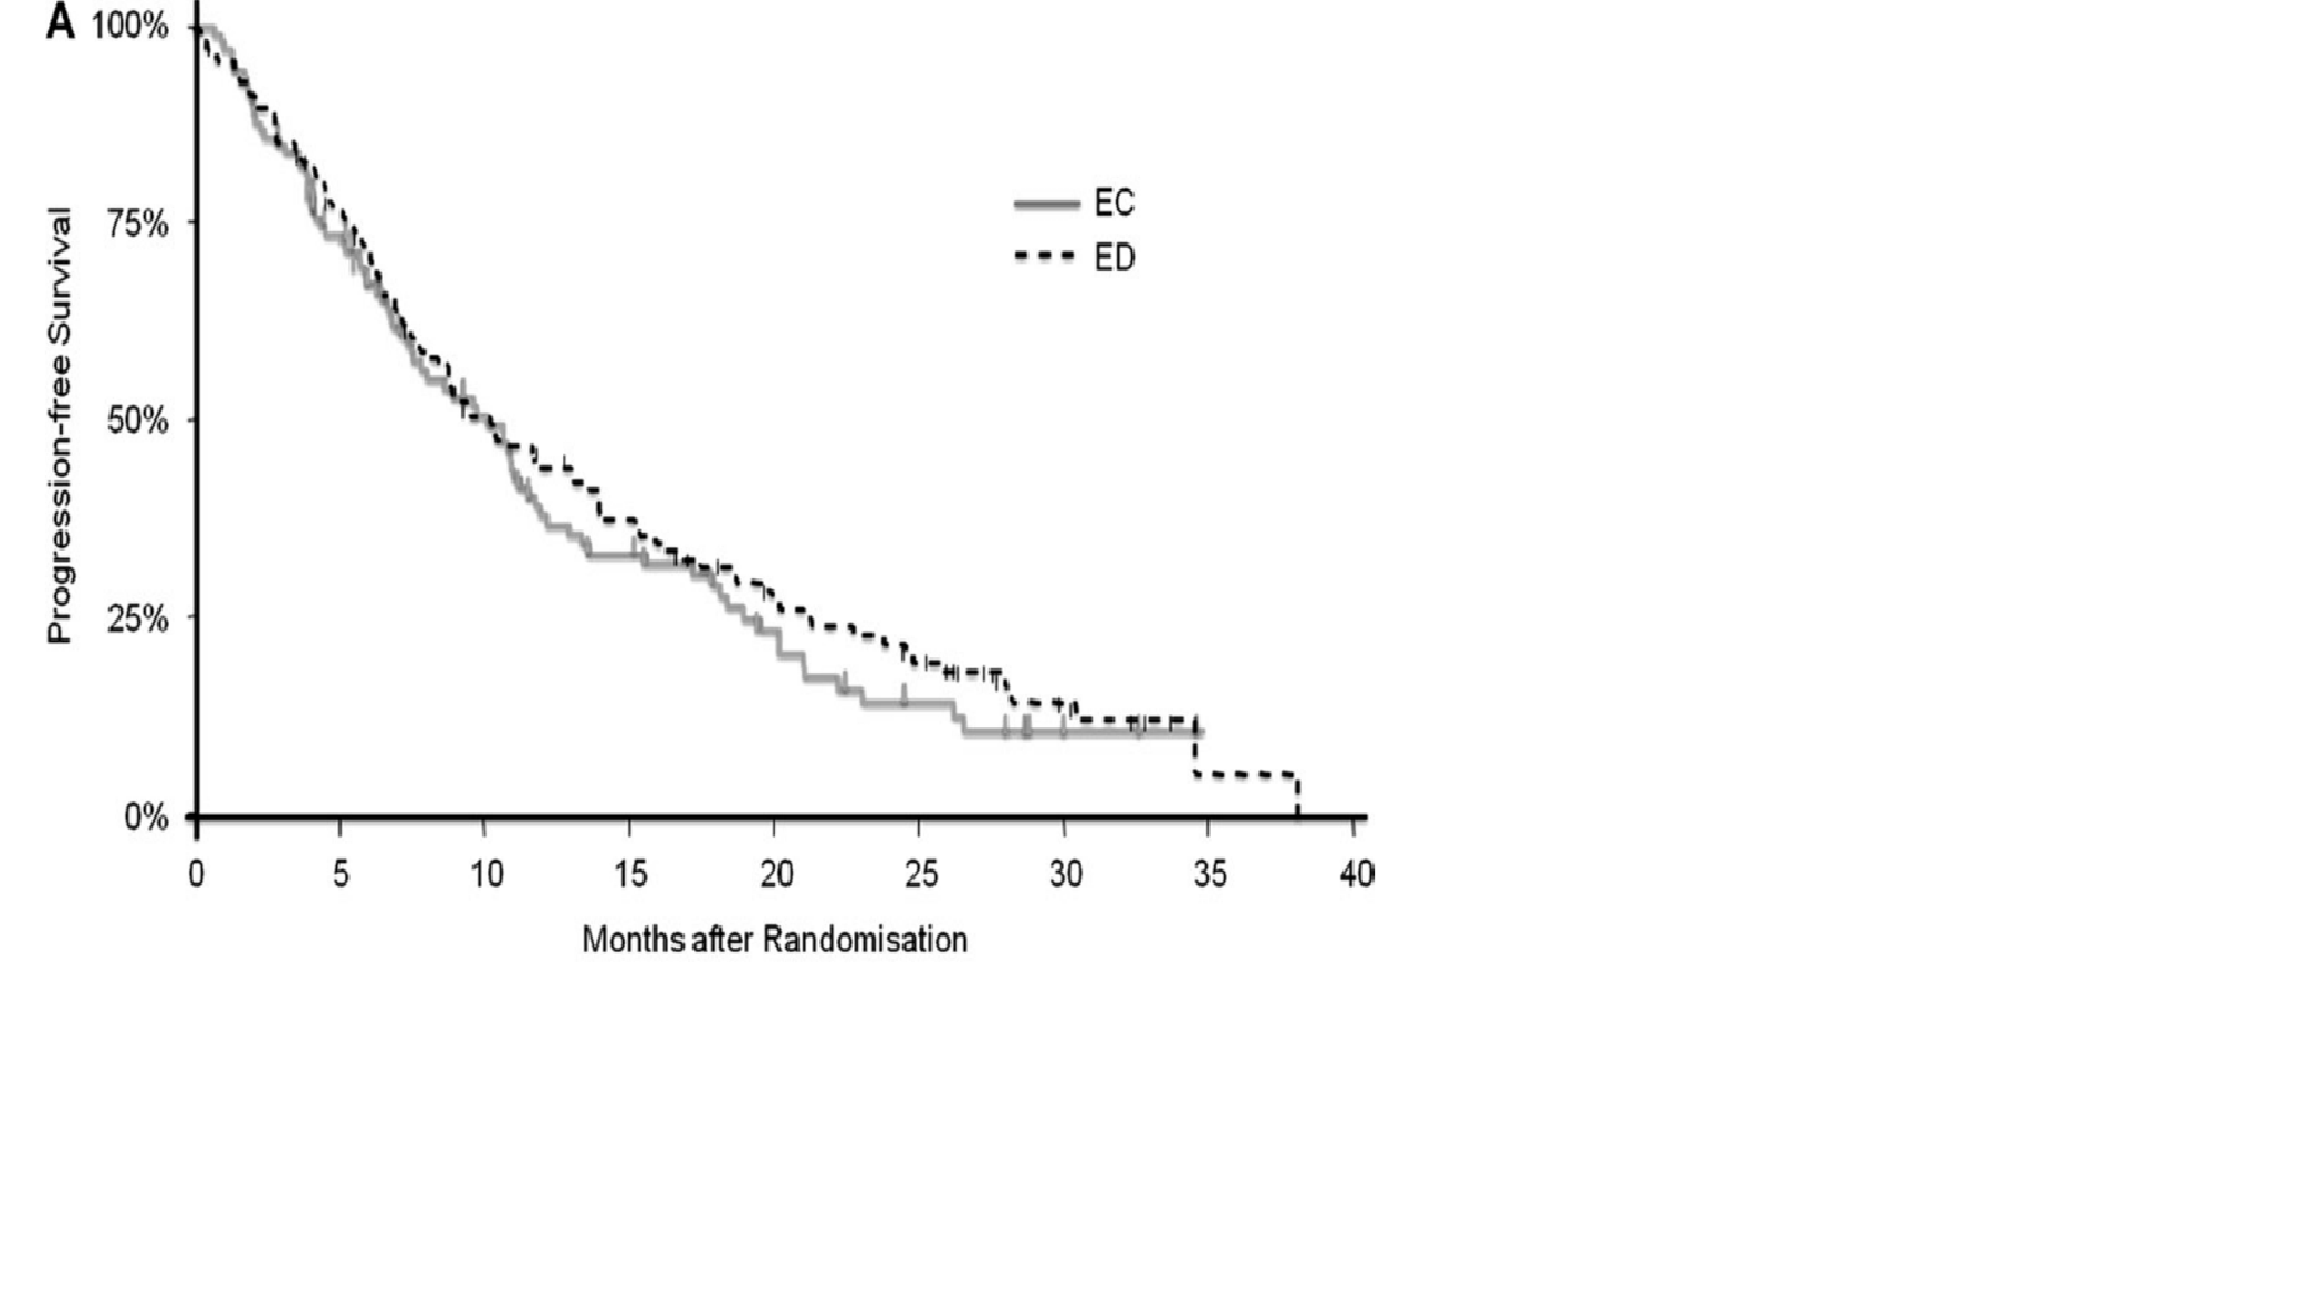 A
100%
75%
50%
25%
0%
Progression-free Survival
EC
ED
0 5 10 15 20 25 30 35 40
Months after Randomisation